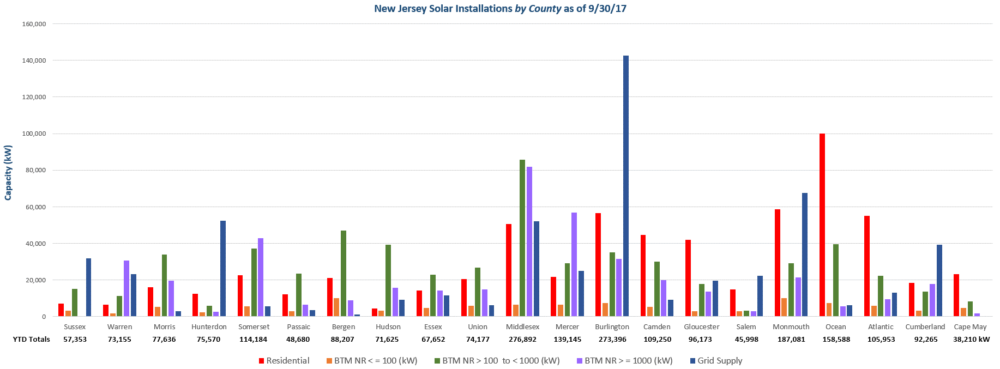 New Jersey Solar Installations by County as of 9/30/17
Capacity (kW)
160,000
140,000
120,000
100,000
80,000
60,000
40,000
20,000
0
Sussex Warren Morris Hunterdon Somerset Passaic Bergen Hudson Essex Union Middlesex Mercer Burlington Camden Gloucester Salem Monmouth Ocean Atlantic Cumberland Cape May
YTD Totals 57,353 73,155 77,636 75,570 114,184 48,680 88,207 71,625 67,652 74,177 276,892 139,145 273,396 109,250 96,173 45,998 187,081 158,588 105,953 92,265 38,210 kW
Residential BTM NR < = 100 (kW) BTM NR > 100 to < 1000 (kW) BTM NR > = 1000 (kW) Grid Supply